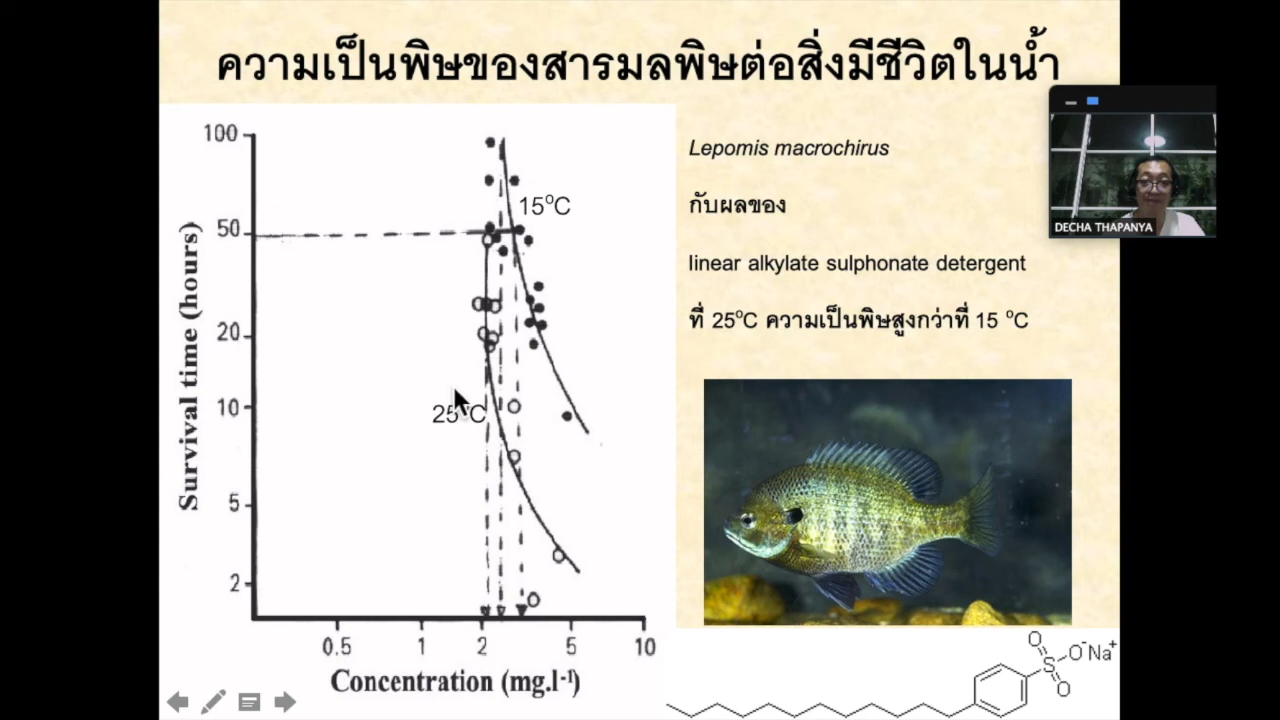 ความเป็นพิษของสารมลพิษต่อสิ่งมีชีวิตในน้ำ
100
50
20
10
5
2
Survival time (hours)
15⁰C
25⁰C
0.5 1 2 5 10
Concentration (mg.l⁻¹)
Lepomis macrochirus
กับผลของ
linear alkylate sulphonate detergent
ที่ 25⁰C ความเป็นพิษสูงกว่าที่ 15 ⁰C
DECHA THAPANYA
O
S
O⁻Na⁺
O